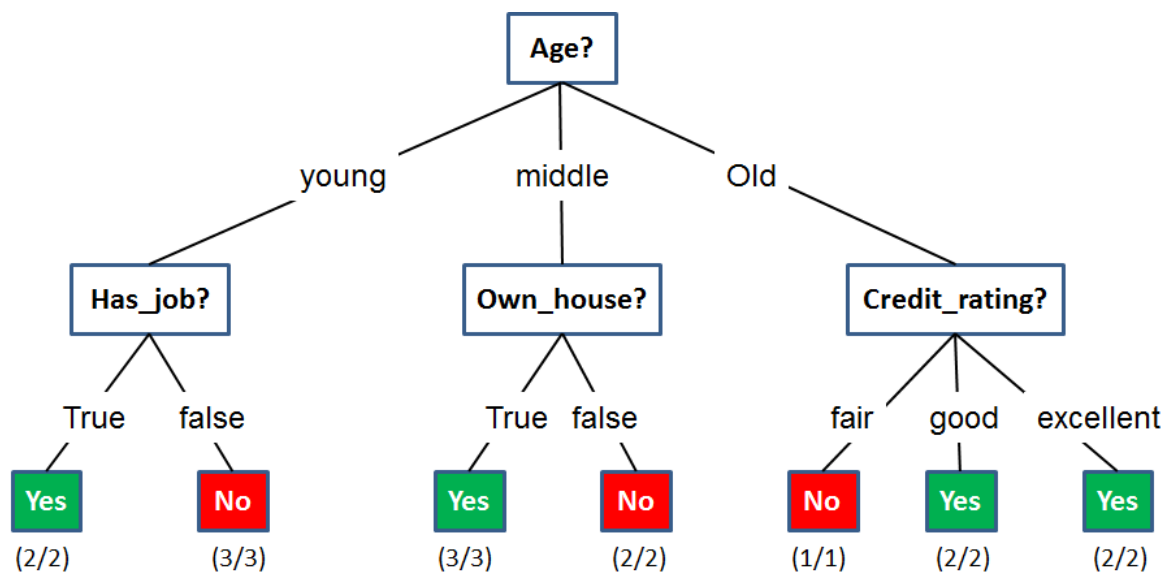 Age?
young middle Old
Has_job? Own_house? Credit_rating?
True false True false fair good excellent
Yes No Yes No No Yes Yes
(2/2) (3/3) (3/3) (2/2) (1/1) (2/2) (2/2)